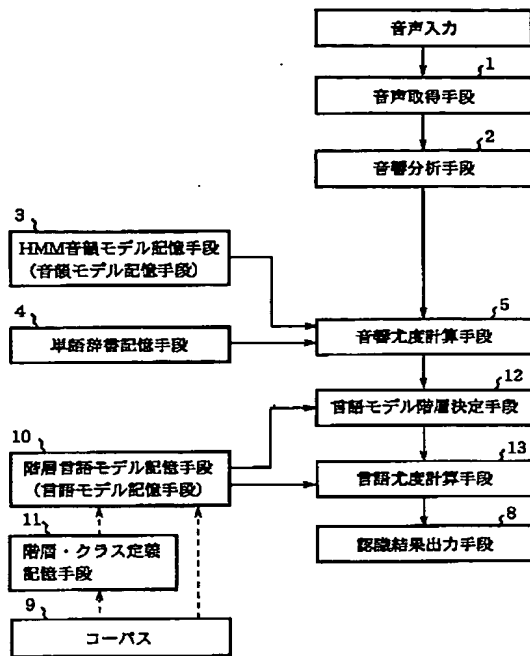 音声入力
1
音声取得手段
2
音響分析手段
3
HMM音韻モデル記憶手段
(音韻モデル記憶手段)
4
単語辞書記憶手段
5
音響尤度計算手段
12
言語モデル階層決定手段
10
階層言語モデル記憶手段
(言語モデル記憶手段)
13
言語尤度計算手段
11
階層・クラス定義
記憶手段
8
認識結果出力手段
9
コーパス